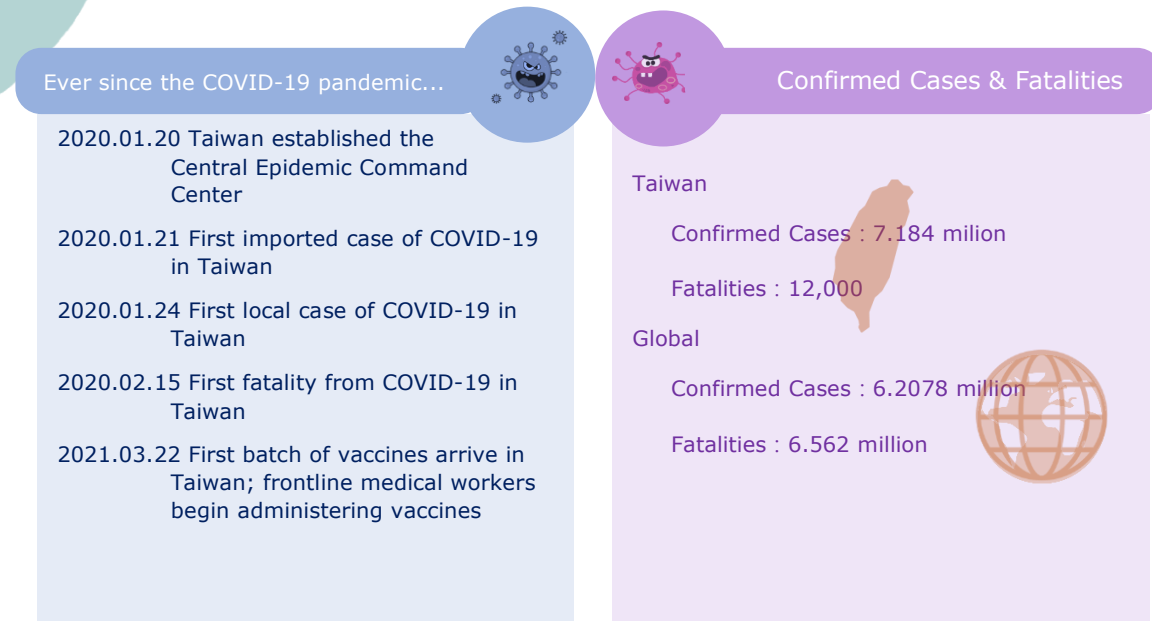 Ever since the COVID-19 pandemic...
2020.01.20 Taiwan established the
Central Epidemic Command
Center
2020.01.21 First imported case of COVID-19
in Taiwan
2020.01.24 First local case of COVID-19 in
Taiwan
2020.02.15 First fatality from COVID-19 in
Taiwan
2021.03.22 First batch of vaccines arrive in
Taiwan; frontline medical workers
begin administering vaccines
Confirmed Cases & Fatalities
Taiwan
Confirmed Cases：7.184 milion
Fatalities：12,000
Global
Confirmed Cases：6.2078 million
Fatalities：6.562 million